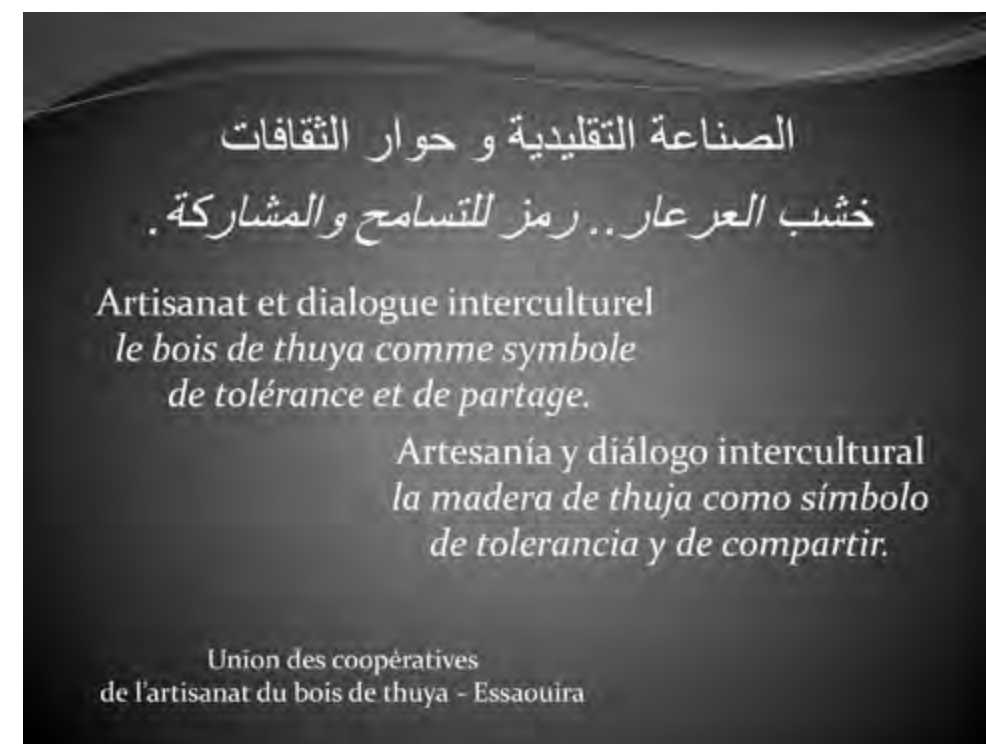 الصناعة التقليدية و حوار الثقافات
خشب العرعار.. رمز للتسامح والمشاركة.
Artisanat et dialogue interculturel
le bois de thuya comme symbole
de tolérance et de partage.
Artesanía y diálogo intercultural
la madera de thuja como símbolo
de tolerancia y de compartir.
Union des coopératives
de l'artisanat du bois de thuya - Essaouira